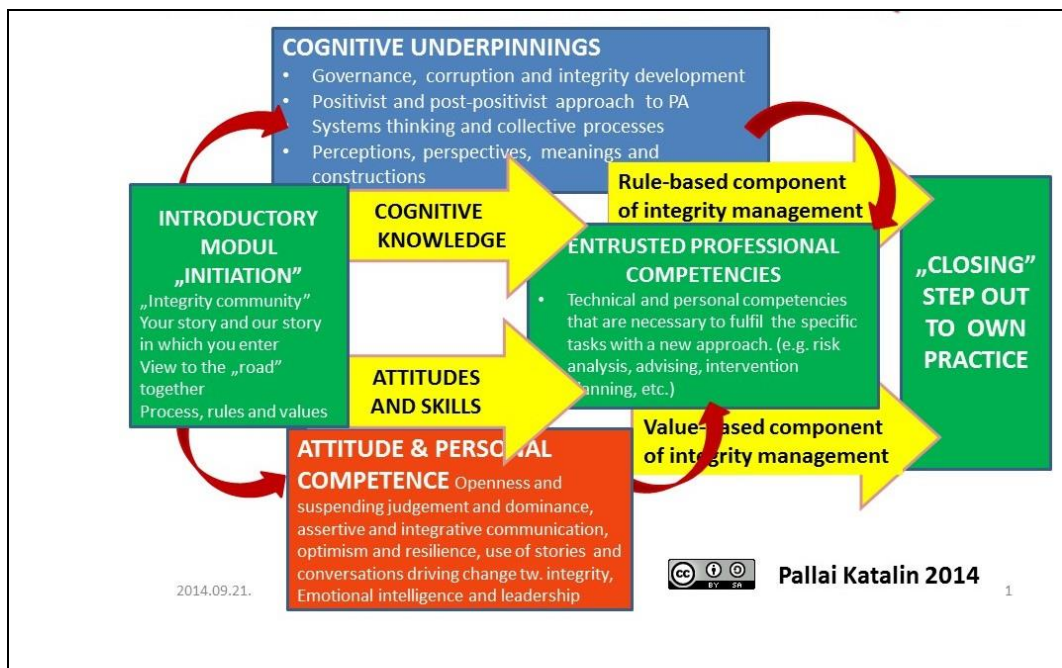 COGNITIVE UNDERPINNINGS
• Governance, corruption and integrity development
• Positivist and post-positivist approach to PA
• Systems thinking and collective processes
• Perceptions, perspectives, meanings and
constructions
INTRODUCTORY
MODUL
„INITIATION”
„Integrity community”
Your story and our story
in which you enter
View to the „road”
together
Process, rules and values
COGNITIVE
KNOWLEDGE
ATTITUDES
AND SKILLS
Rule-based component
of integrity management
ENTRUSTED PROFESSIONAL
COMPETENCIES
• Technical and personal competencies
that are necessary to fulfil the specific
tasks with a new approach. (e.g. risk
analysis, advising, intervention
planning, etc.)
Value-based component
of integrity management
„CLOSING”
STEP OUT
TO OWN
PRACTICE
ATTITUDE & PERSONAL
COMPETENCE Openness and
suspending judgement and dominance,
assertive and integrative communication,
optimism and resilience, use of stories and
conversations driving change tw. integrity,
Emotional intelligence and leadership
2014.09.21.
cc
BY SA
Pallai Katalin 2014
1